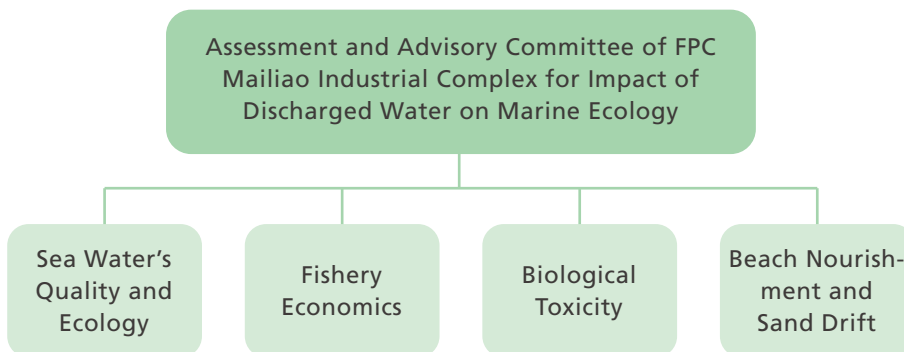 Assessment and Advisory Committee of FPC
Mailiao Industrial Complex for Impact of
Discharged Water on Marine Ecology
Sea Water's
Quality and
Ecology
Fishery
Economics
Biological
Toxicity
Beach Nourish-
ment and
Sand Drift